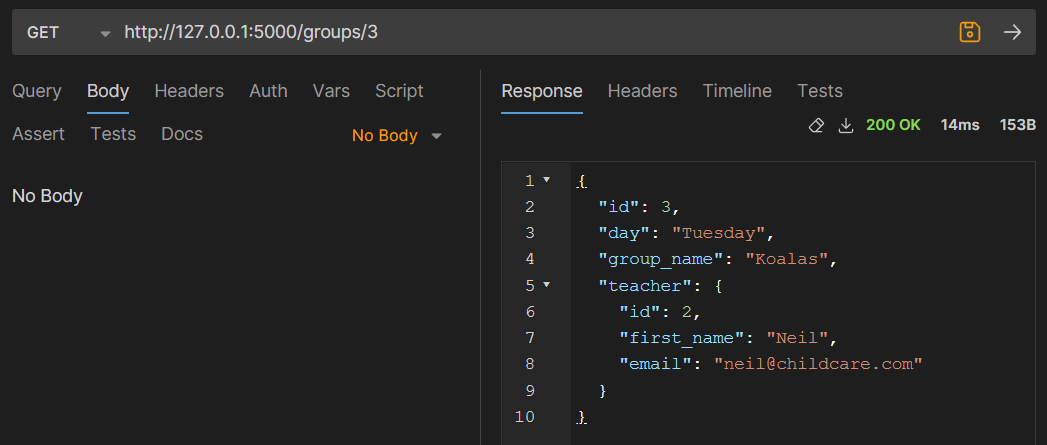 GET http://127.0.0.1:5000/groups/3
Query Body Headers Auth Vars Script
Assert Tests Docs No Body
No Body
Response Headers Timeline Tests
200 OK 14ms 153B
1 {
2 "id": 3,
3 "day": "Tuesday",
4 "group_name": "Koalas",
5 "teacher": {
6 "id": 2,
7 "first_name": "Neil",
8 "email": "neil@childcare.com"
9 }
10 }